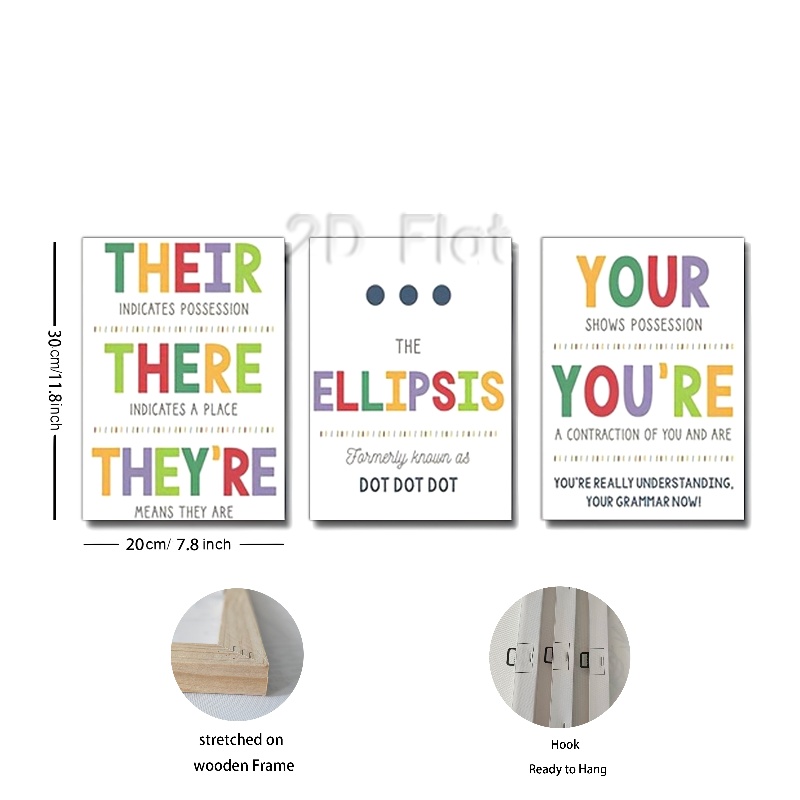 2D Flat
THEIR
INDICATES POSSESSION
THERE
INDICATES A PLACE
THEY'RE
MEANS THEY ARE
THE
ELLIPSIS
Formerly known as
DOT DOT DOT
YOUR
SHOWS POSSESSION
YOU'RE
A CONTRACTION OF YOU AND ARE
YOU'RE REALLY UNDERSTANDING,
YOUR GRAMMAR NOW!
30cm/11.8inch
20cm/ 7.8 inch
stretched on
wooden Frame
Hook
Ready to Hang